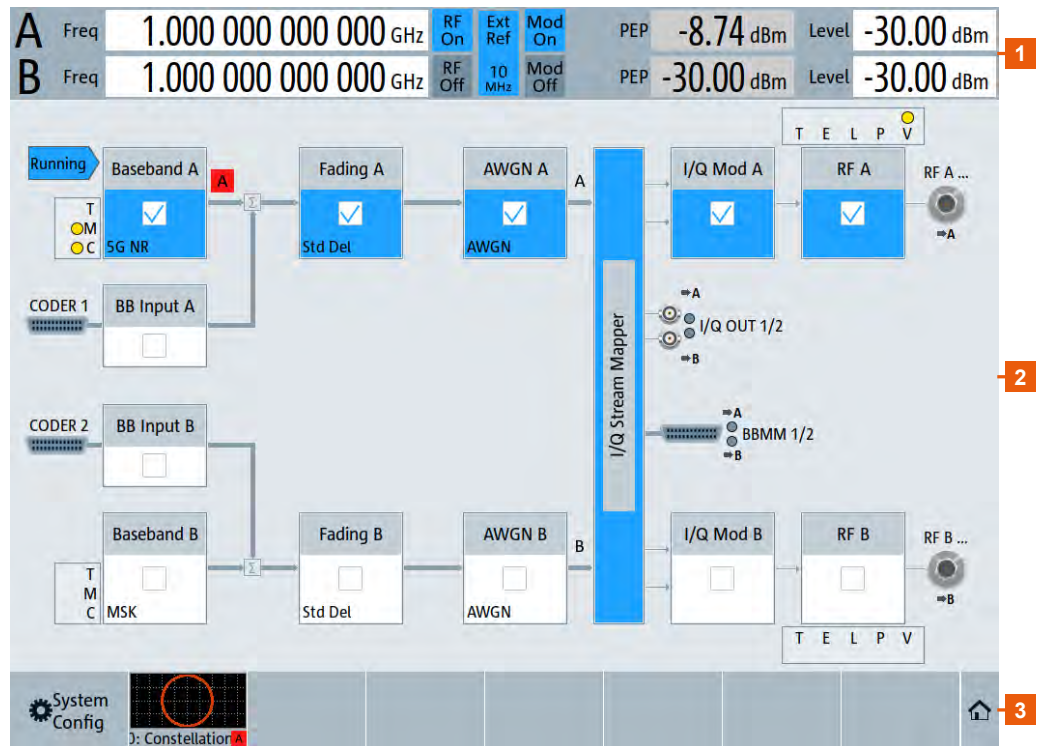 A Freq 1.000 000 000 000 GHz RF On Ext Ref Mod On PEP -8.74 dBm Level -30.00 dBm
1
B Freq 1.000 000 000 000 GHz RF Off 10 MHz Mod Off PEP -30.00 dBm Level -30.00 dBm
T E L P V
Running
Baseband A
A
Fading A
AWGN A
A
I/Q Mod A
RF A
RF A ...
T
M
C
5G NR
Σ
Std Del
AWGN
⇒A
CODER 1
BB Input A
⇒A
I/Q OUT 1/2
⇒B
I/Q Stream Mapper
2
CODER 2
BB Input B
⇒A
BBMM 1/2
⇒B
Baseband B
Fading B
AWGN B
B
I/Q Mod B
RF B
RF B ...
T
M
C
MSK
Σ
Std Del
AWGN
⇒B
T E L P V
System
Config
Constellation A
3